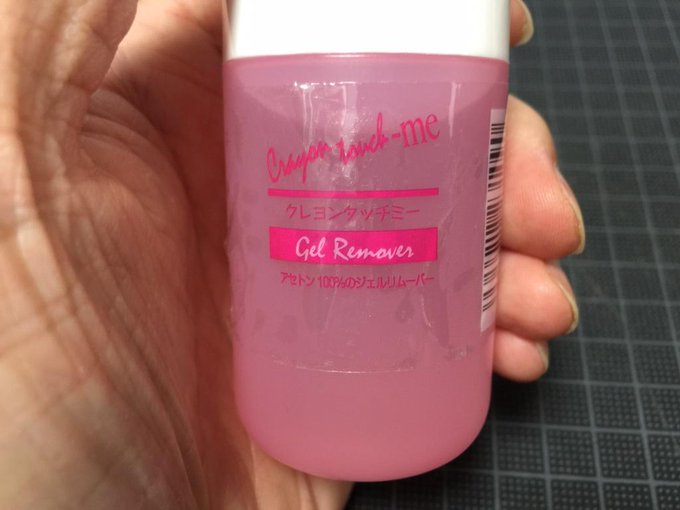 Crayon touch-me
クレヨンタッチミー
Gel Remover
アセトン100%のジェルリムーバー